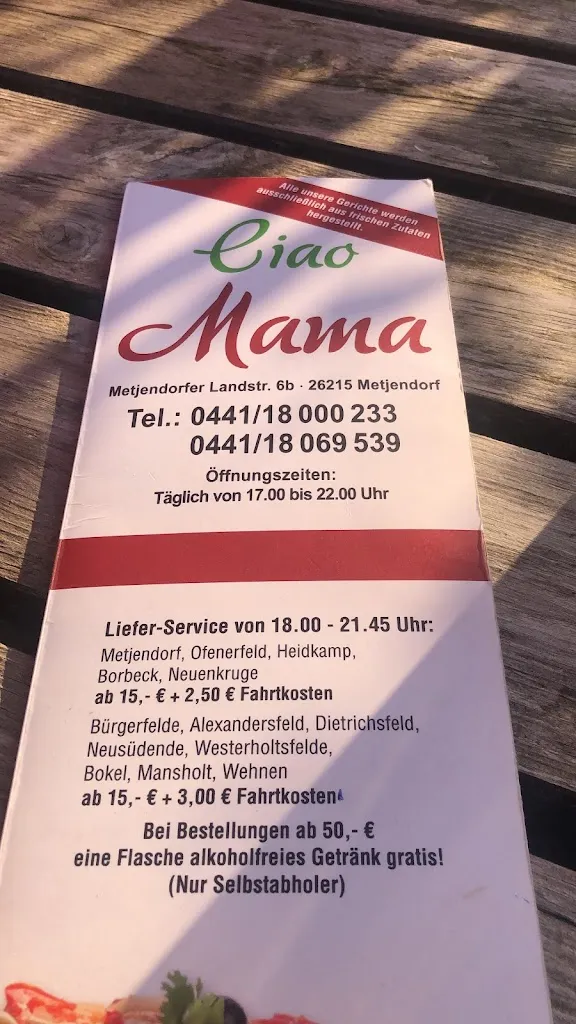 Alle unsere Gerichte werden
ausschließlich aus frischen Zutaten
hergestellt.
Ciao
Mama
Metjendorfer Landstr. 6b · 26215 Metjendorf
Tel.: 0441/18 000 233
0441/18 069 539
Öffnungszeiten:
Täglich von 17.00 bis 22.00 Uhr
Liefer-Service von 18.00 - 21.45 Uhr:
Metjendorf, Ofenerfeld, Heidkamp,
Borbeck, Neuenkruge
ab 15,- € + 2,50 € Fahrtkosten
Bürgerfelde, Alexandersfeld, Dietrichsfeld,
Neusüdende, Westerholtsfelde,
Bokel, Mansholt, Wehnen
ab 15,- € + 3,00 € Fahrtkosten
Bei Bestellungen ab 50,- €
eine Flasche alkoholfreies Getränk gratis!
(Nur Selbstabholer)